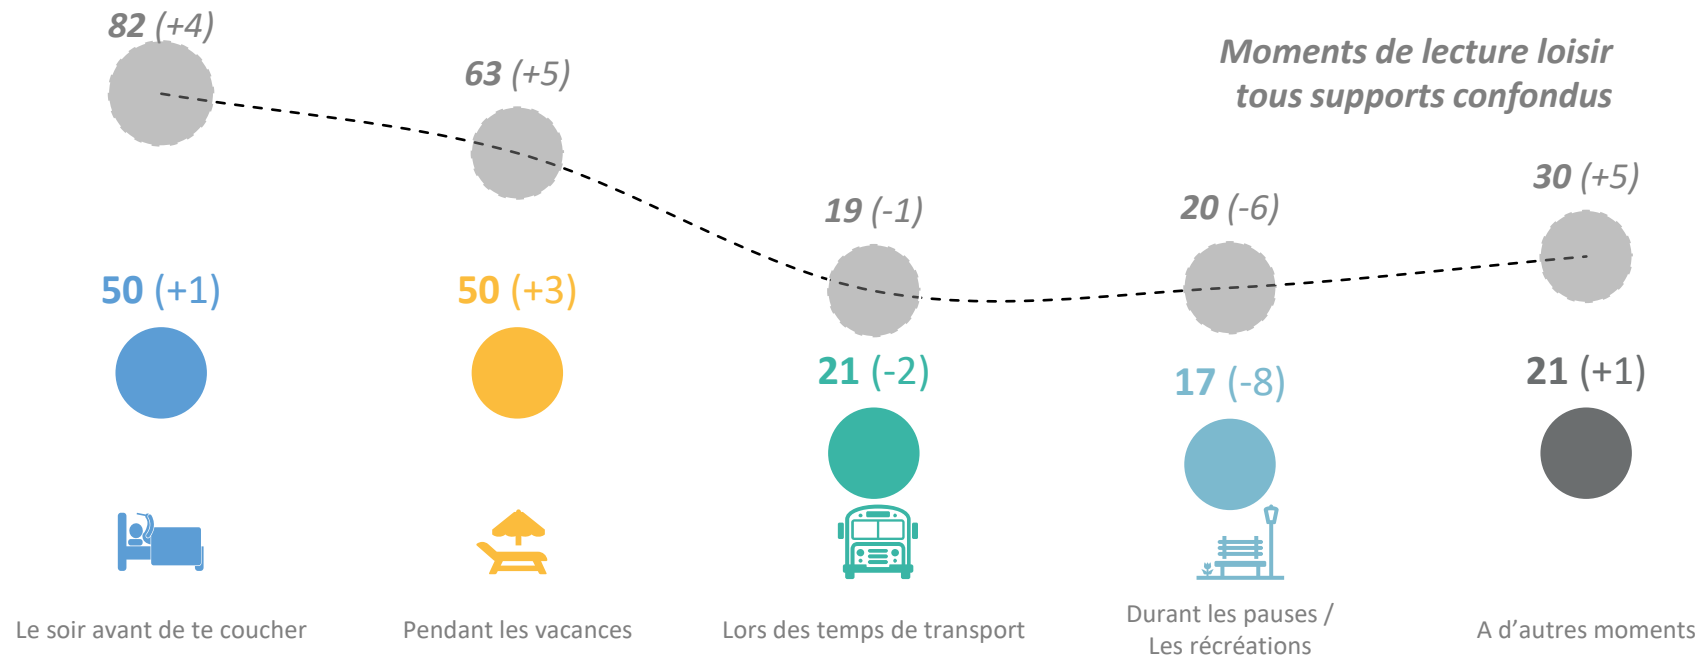 82 (+4)
63 (+5)
Moments de lecture loisir
tous supports confondus
19 (-1)
20 (-6)
30 (+5)
50 (+1)
50 (+3)
21 (-2)
17 (-8)
21 (+1)
Le soir avant de te coucher
Pendant les vacances
Lors des temps de transport
Durant les pauses /
Les récréations
A d'autres moments